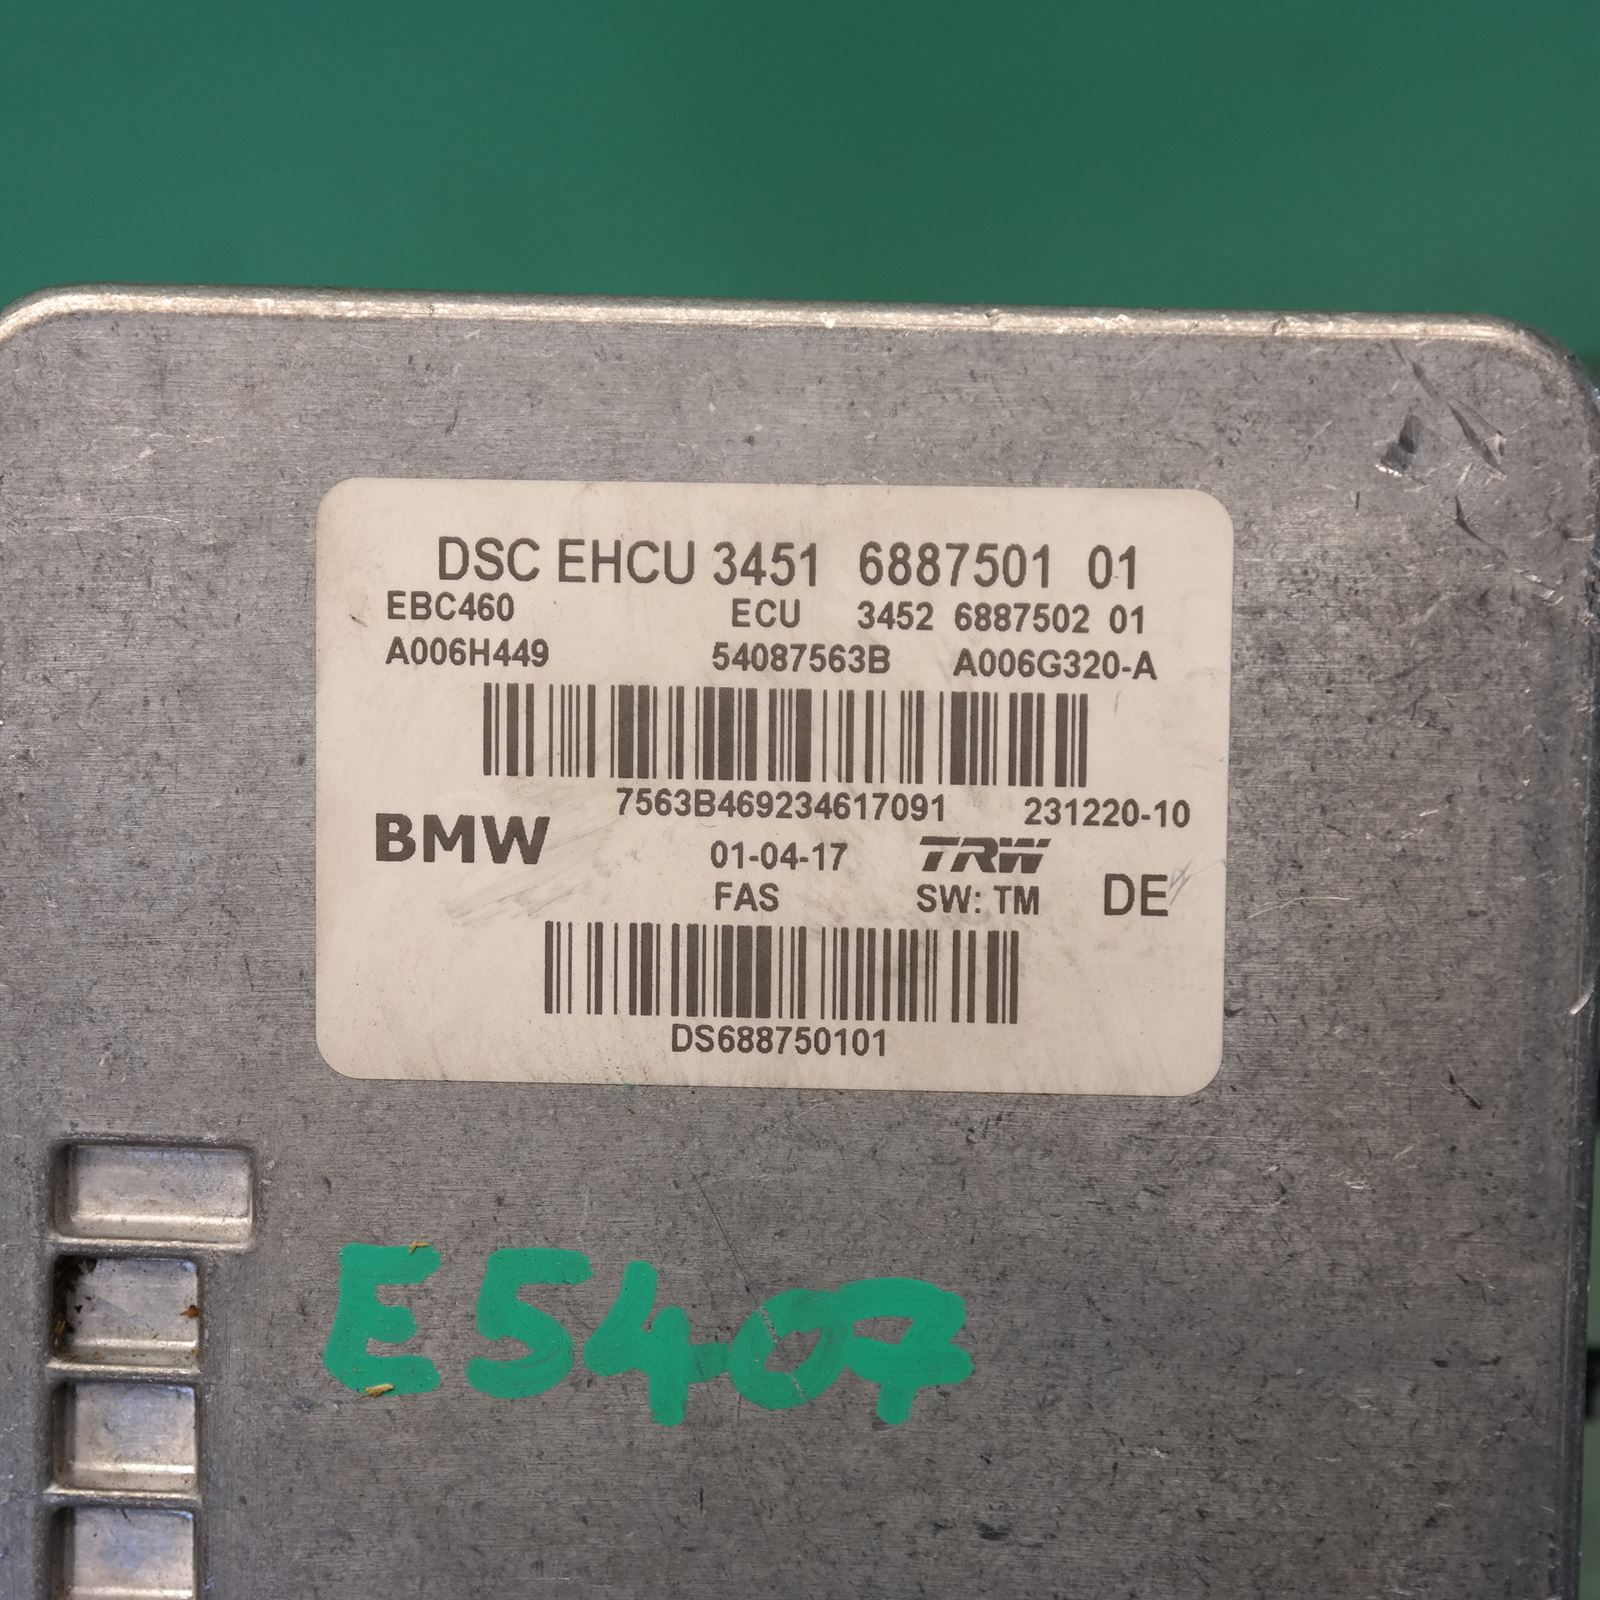 DSC EHCU 3451 6887501 01
EBC460 ECU 3452 6887502 01
A006H449 54087563B A006G320-A
7563B469234617091 231220-10
BMW 01-04-17 TRW
FAS SW: TM DE
DS688750101
E5407